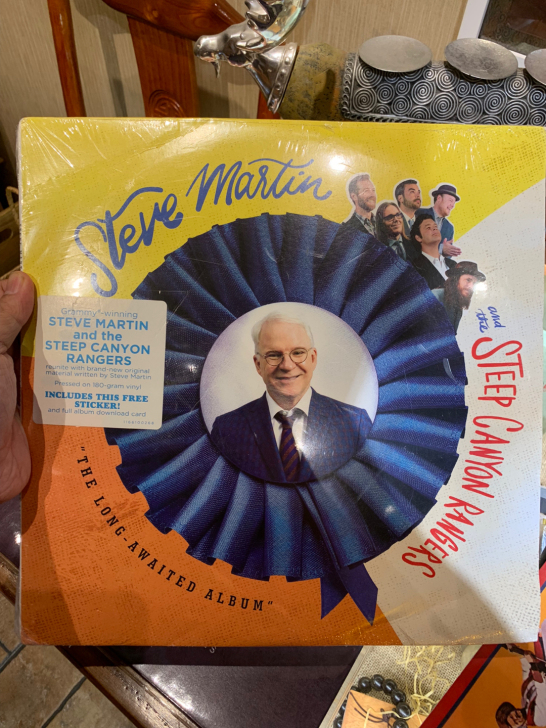 Steve Martin
and
the
STEEP CANYON RANGERS
Grammy®-winning
STEVE MARTIN
and the
STEEP CANYON
RANGERS
reunite with brand-new original
material written by Steve Martin
Pressed on 180-gram vinyl
INCLUDES THIS FREE
STICKER!
and full album download card
"THE LONG-AWAITED ALBUM"